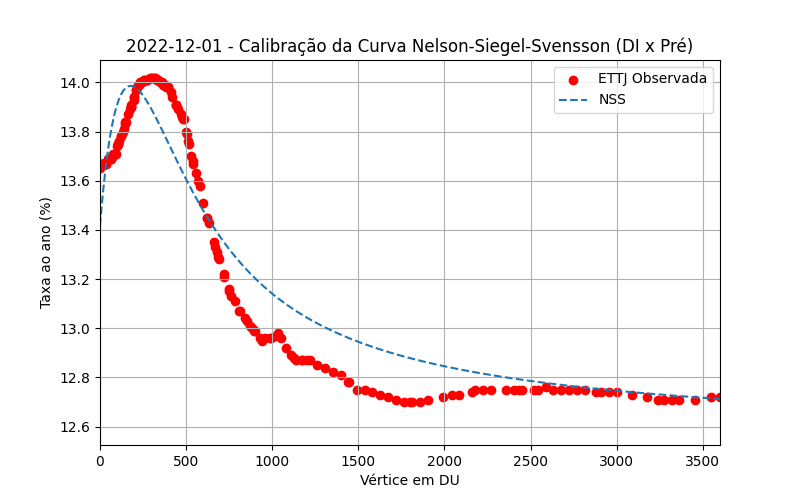 2022-12-01 - Calibração da Curva Nelson-Siegel-Svensson (DI x Pré)
ETTJ Observada
NSS
Taxa ao ano (%)
14.0
13.8
13.6
13.4
13.2
13.0
12.8
12.6
0 500 1000 1500 2000 2500 3000 3500
Vértice em DU